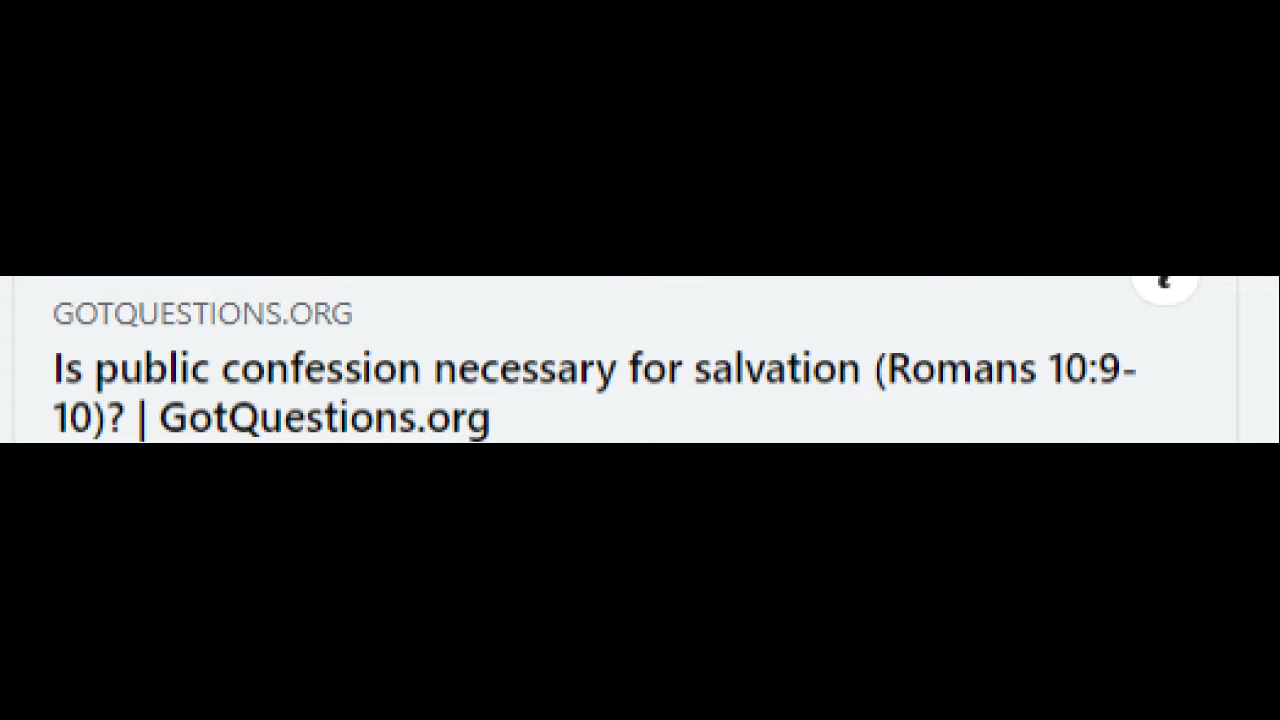 GOTQUESTIONS.ORG
Is public confession necessary for salvation (Romans 10:9-
10)? | GotQuestions.org